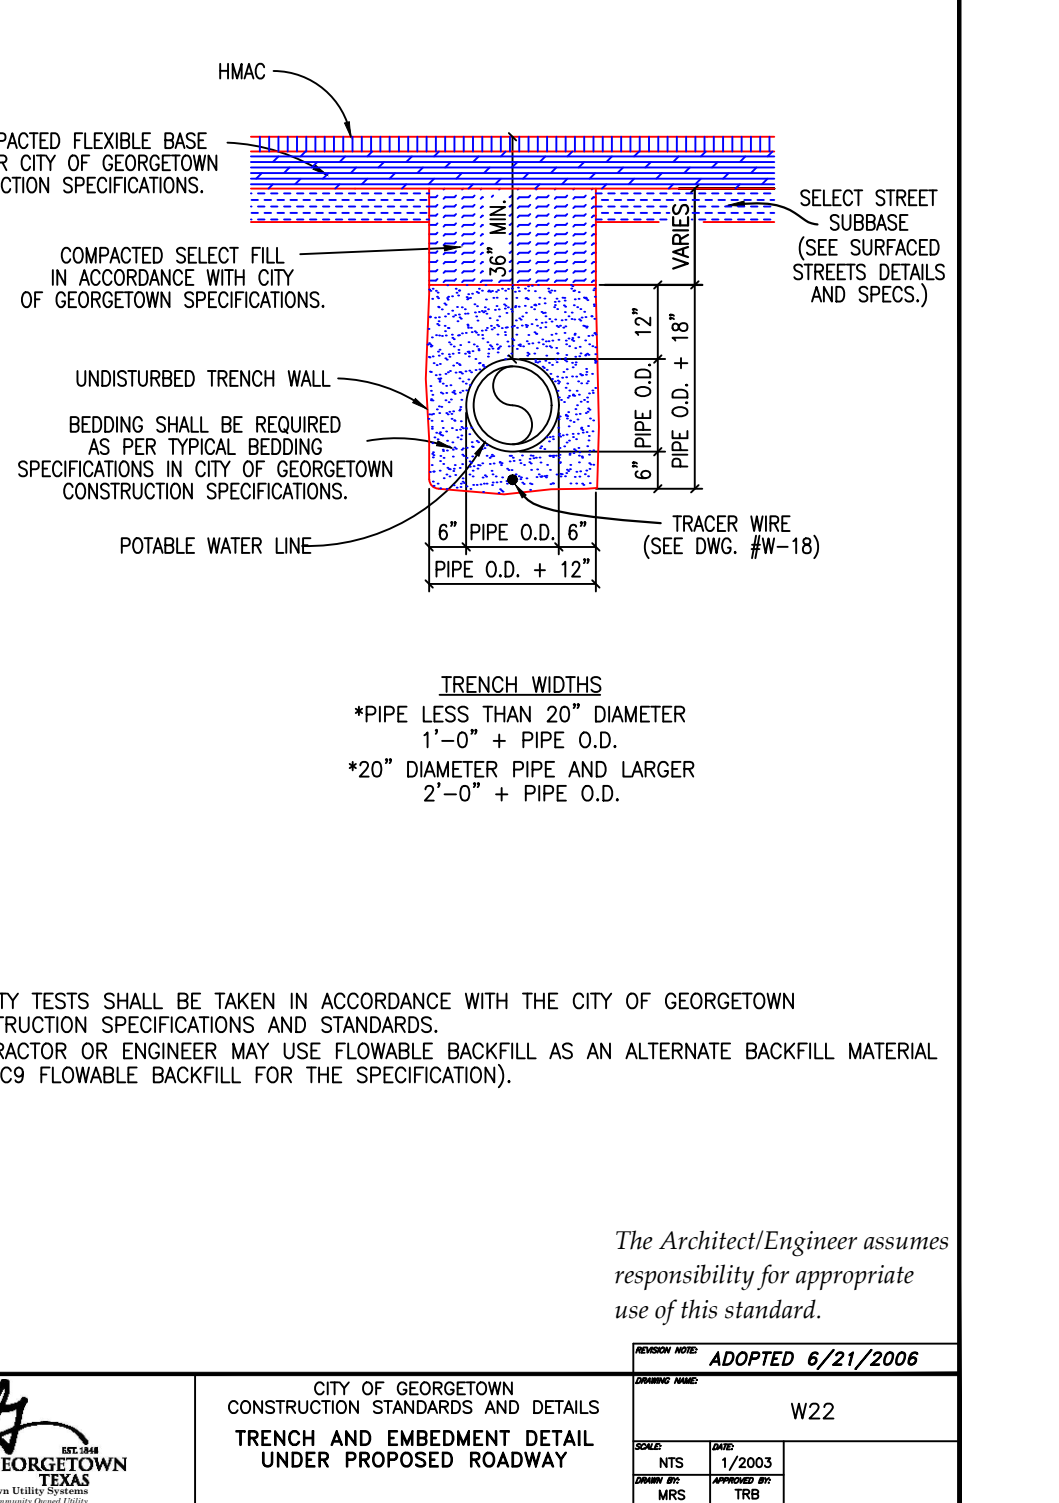 HMAC
PACTED FLEXIBLE BASE
R CITY OF GEORGETOWN
CTION SPECIFICATIONS.
SELECT STREET
SUBBASE
(SEE SURFACED
STREETS DETAILS
AND SPECS.)
36" MIN.
VARIES
COMPACTED SELECT FILL
IN ACCORDANCE WITH CITY
OF GEORGETOWN SPECIFICATIONS.
12"
PIPE O.D.
6"
PIPE O.D. + 18"
UNDISTURBED TRENCH WALL
BEDDING SHALL BE REQUIRED
AS PER TYPICAL BEDDING
SPECIFICATIONS IN CITY OF GEORGETOWN
CONSTRUCTION SPECIFICATIONS.
POTABLE WATER LINE
6" PIPE O.D. 6"
PIPE O.D. + 12"
TRACER WIRE
(SEE DWG. #W-18)
TRENCH WIDTHS
*PIPE LESS THAN 20" DIAMETER
1'-0" + PIPE O.D.
*20" DIAMETER PIPE AND LARGER
2'-0" + PIPE O.D.
TY TESTS SHALL BE TAKEN IN ACCORDANCE WITH THE CITY OF GEORGETOWN
TRUCTION SPECIFICATIONS AND STANDARDS.
RACTOR OR ENGINEER MAY USE FLOWABLE BACKFILL AS AN ALTERNATE BACKFILL MATERIAL
C9 FLOWABLE BACKFILL FOR THE SPECIFICATION).
The Architect/Engineer assumes
responsibility for appropriate
use of this standard.
REVISION NOTE: ADOPTED 6/21/2006
EST. 1848
EORGETOWN
TEXAS
wn Utility Systems
mmunity Owned Utility
CITY OF GEORGETOWN
CONSTRUCTION STANDARDS AND DETAILS
TRENCH AND EMBEDMENT DETAIL
UNDER PROPOSED ROADWAY
DRAWING NAME:
W22
SCALE:
NTS
DATE:
1/2003
DRAWN BY:
MRS
APPROVED BY:
TRB